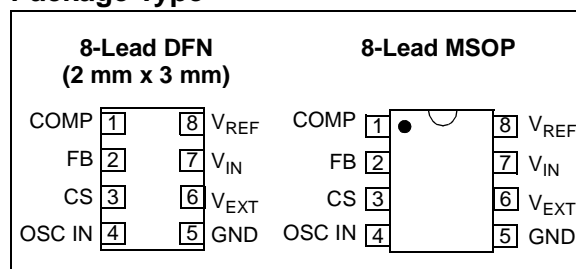 Package Type
8-Lead DFN
(2 mm x 3 mm)
COMP 1 8 VREF
FB 2 7 VIN
CS 3 6 VEXT
OSC IN 4 5 GND
8-Lead MSOP
COMP 1 8 VREF
FB 2 7 VIN
CS 3 6 VEXT
OSC IN 4 5 GND